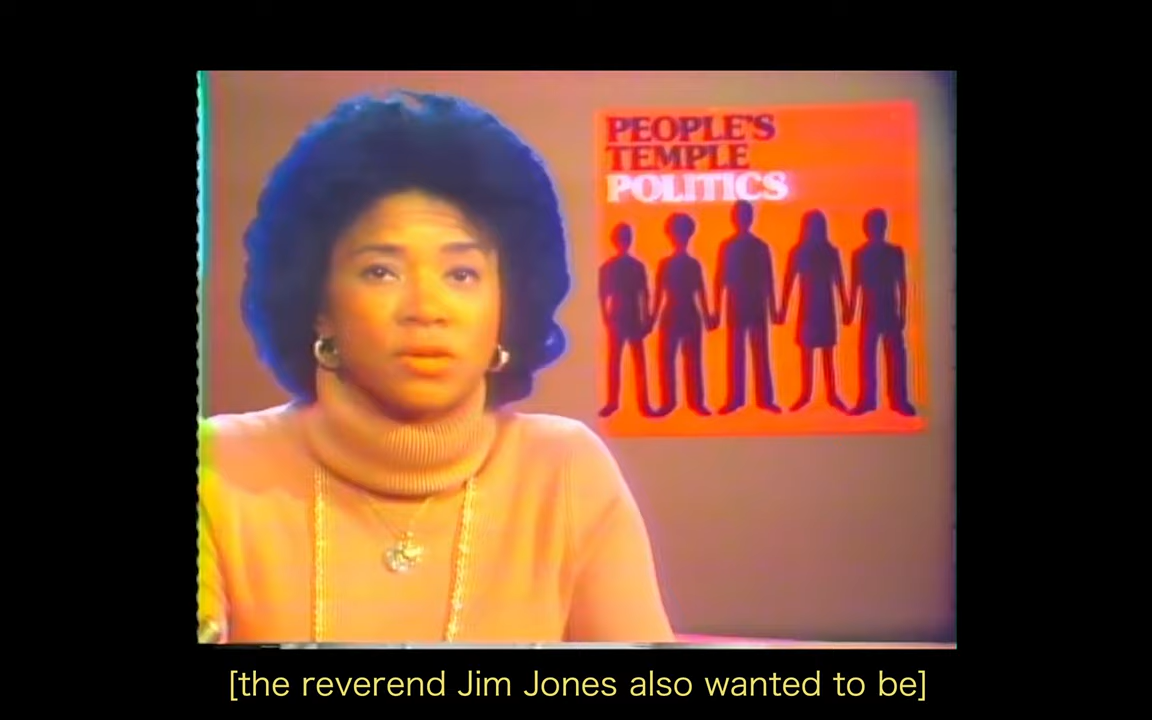 PEOPLE'S
TEMPLE
POLITICS
[the reverend Jim Jones also wanted to be]